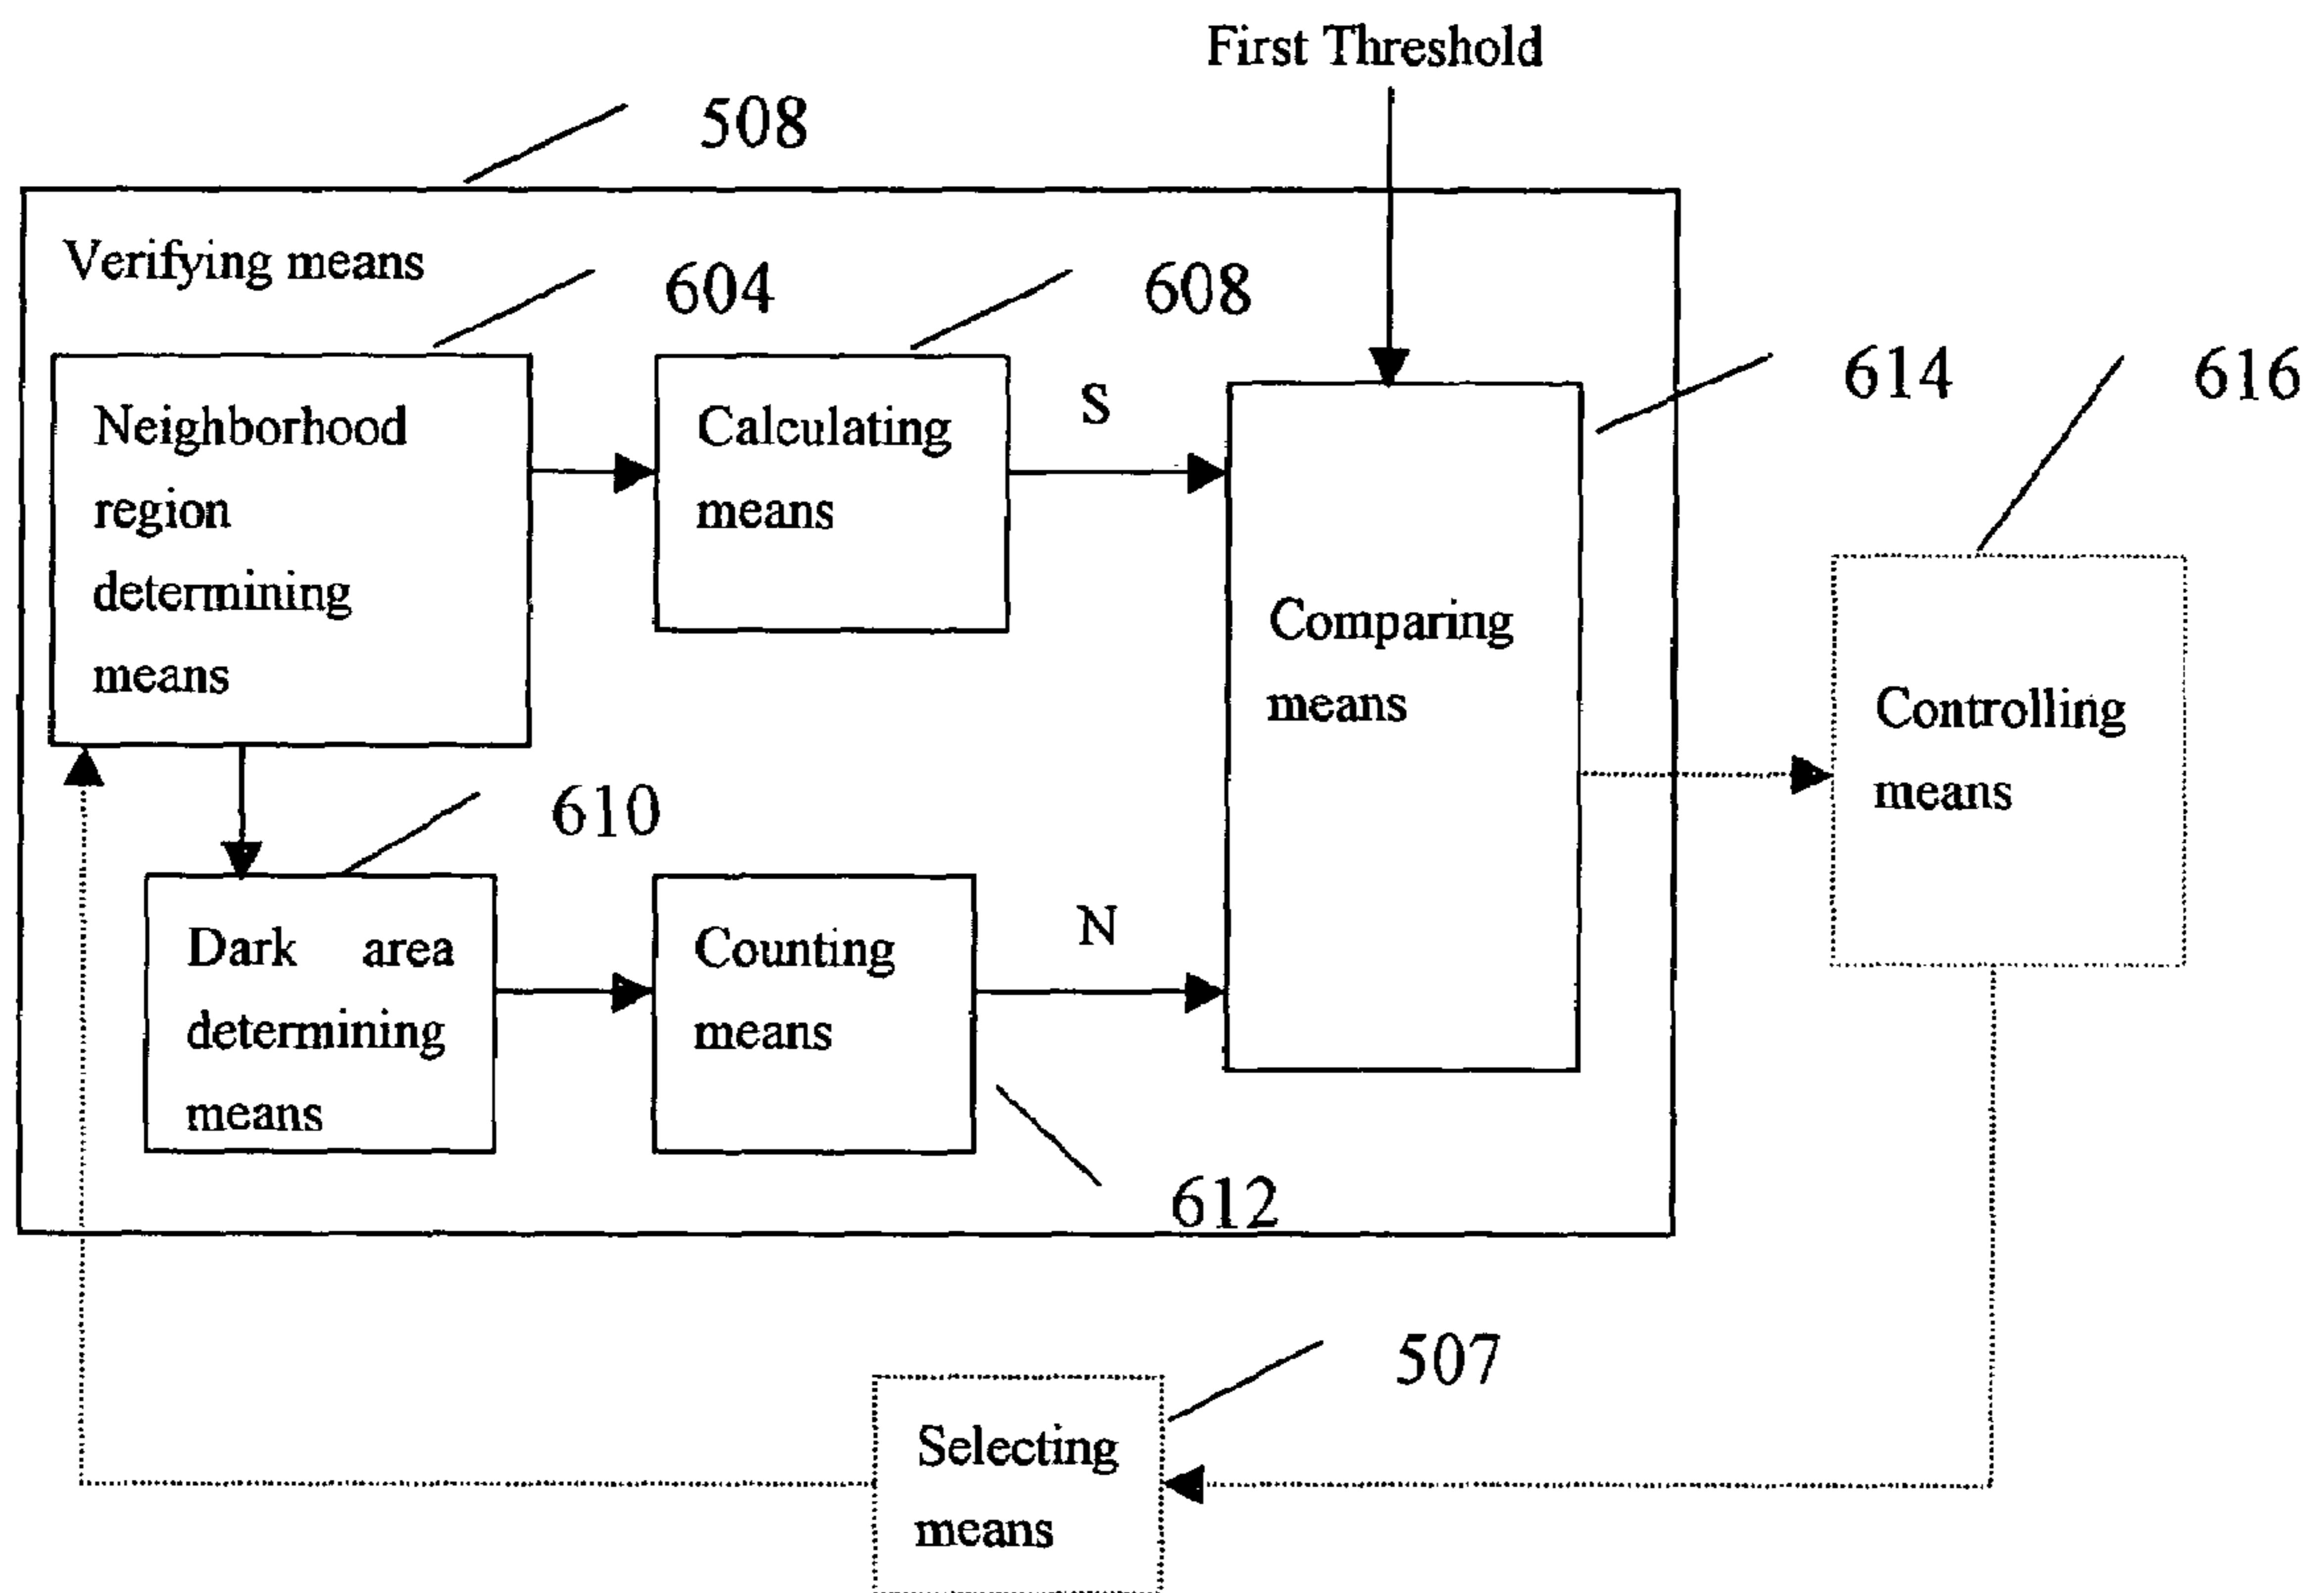 First Threshold
508
Verifying means
604
608
614
616
Neighborhood
region
determining
means
Calculating
means
S
Comparing
means
Controlling
means
610
Dark area
determining
means
Counting
means
N
612
507
Selecting
means